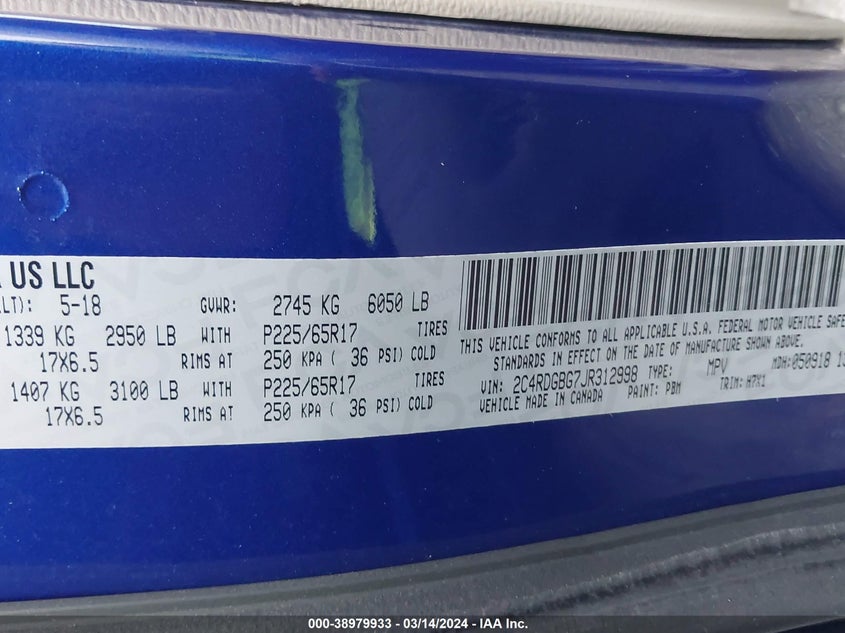 US LLC
LT): 5-18 GVWR: 2745 KG 6050 LB
1339 KG 2950 LB WITH P225/65R17 TIRES
17X6.5 RIMS AT 250 KPA ( 36 PSI) COLD
1407 KG 3100 LB WITH P225/65R17 TIRES
17X6.5 RIMS AT 250 KPA ( 36 PSI) COLD
THIS VEHICLE CONFORMS TO ALL APPLICABLE U.S.A. FEDERAL MOTOR VEHICLE SAFE
STANDARDS IN EFFECT ON THE DATE OF MANUFACTURE SHOWN ABOVE.
VIN: 2C4RDGBG7JR312998 TYPE: MPV MDH: 050918 13
VEHICLE MADE IN CANADA PAINT: PBM TRIM: H7X1
000-38979933 - 03/14/2024 - IAA Inc.